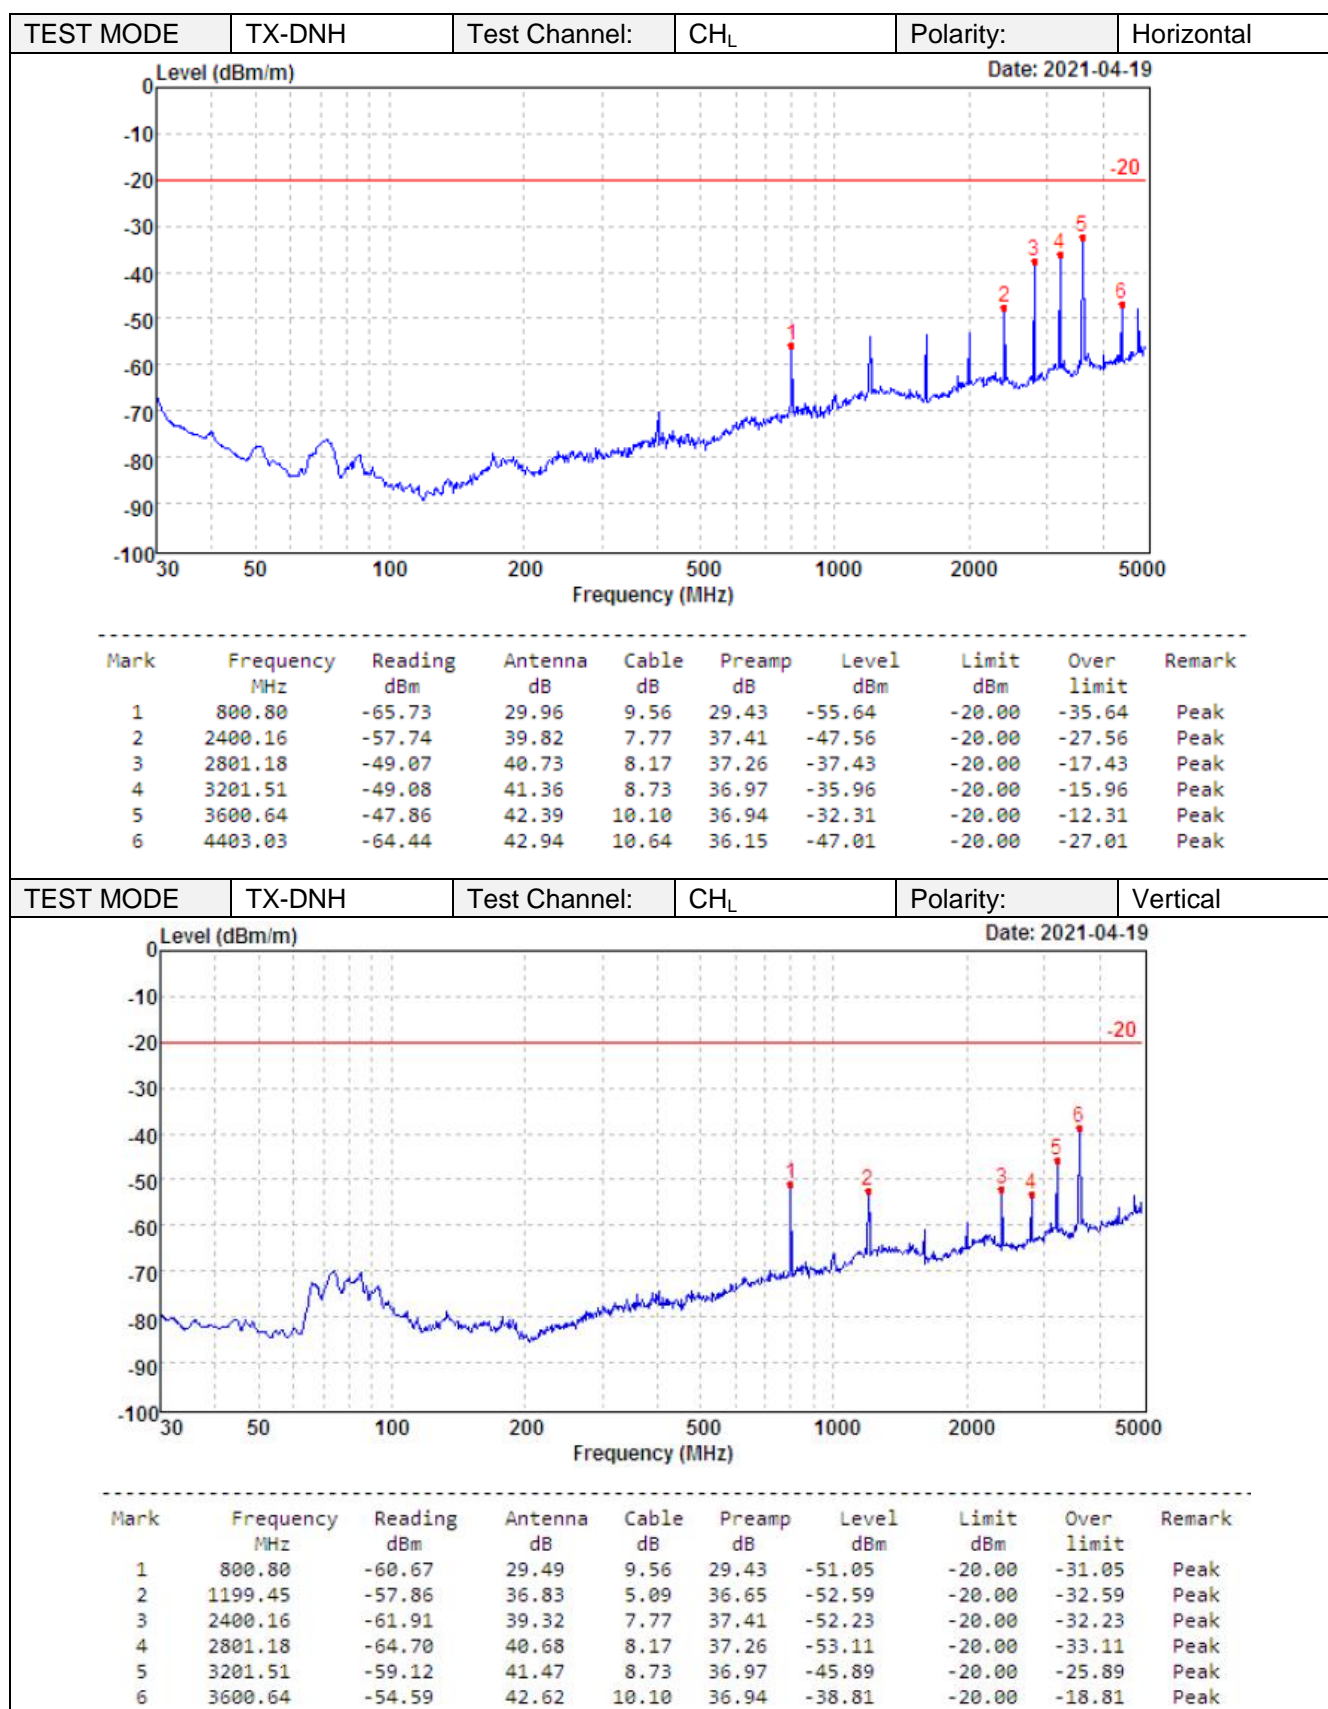 TEST MODE TX-DNH Test Channel: CHL Polarity: Horizontal
Level (dBm/m) Date: 2021-04-19
0
-10
-20 -20
-30
5
3 4
-40
2 6
-50
1
-60
-70
-80
-90
-100
30 50 100 200 500 1000 2000 5000
Frequency (MHz)
Mark Frequency Reading Antenna Cable Preamp Level Limit Over Remark
MHz dBm dB dB dB dBm dBm limit
1 800.80 -65.73 29.96 9.56 29.43 -55.64 -20.00 -35.64 Peak
2 2400.16 -57.74 39.82 7.77 37.41 -47.56 -20.00 -27.56 Peak
3 2801.18 -49.07 40.73 8.17 37.26 -37.43 -20.00 -17.43 Peak
4 3201.51 -49.08 41.36 8.73 36.97 -35.96 -20.00 -15.96 Peak
5 3600.64 -47.86 42.39 10.10 36.94 -32.31 -20.00 -12.31 Peak
6 4403.03 -64.44 42.94 10.64 36.15 -47.01 -20.00 -27.01 Peak
TEST MODE TX-DNH Test Channel: CHL Polarity: Vertical
Level (dBm/m) Date: 2021-04-19
0
-10
-20 -20
-30
6
-40
5
1 2 3 4
-50
-60
-70
-80
-90
-100
30 50 100 200 500 1000 2000 5000
Frequency (MHz)
Mark Frequency Reading Antenna Cable Preamp Level Limit Over Remark
MHz dBm dB dB dB dBm dBm limit
1 800.80 -60.67 29.49 9.56 29.43 -51.05 -20.00 -31.05 Peak
2 1199.45 -57.86 36.83 5.09 36.65 -52.59 -20.00 -32.59 Peak
3 2400.16 -61.91 39.32 7.77 37.41 -52.23 -20.00 -32.23 Peak
4 2801.18 -64.70 40.68 8.17 37.26 -53.11 -20.00 -33.11 Peak
5 3201.51 -59.12 41.47 8.73 36.97 -45.89 -20.00 -25.89 Peak
6 3600.64 -54.59 42.62 10.10 36.94 -38.81 -20.00 -18.81 Peak